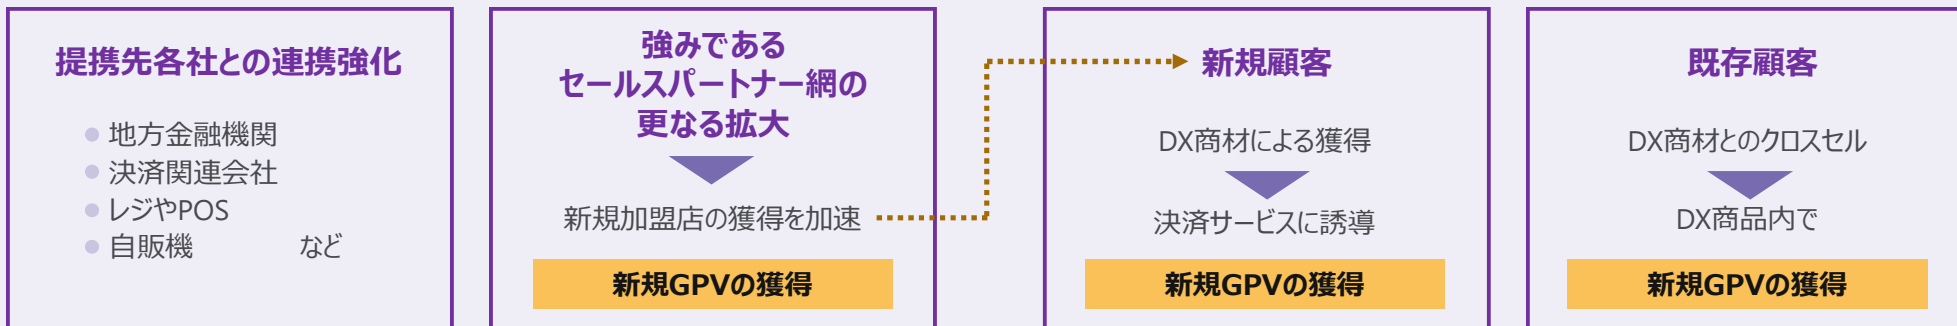 提携先各社との連携強化
地方金融機関
決済関連会社
レジやPOS
自販機 など
強みである
セールスパートナー網の
更なる拡大
新規加盟店の獲得を加速
新規GPVの獲得
新規顧客
DX商材による獲得
決済サービスに誘導
新規GPVの獲得
既存顧客
DX商材とのクロスセル
DX商品内で
新規GPVの獲得